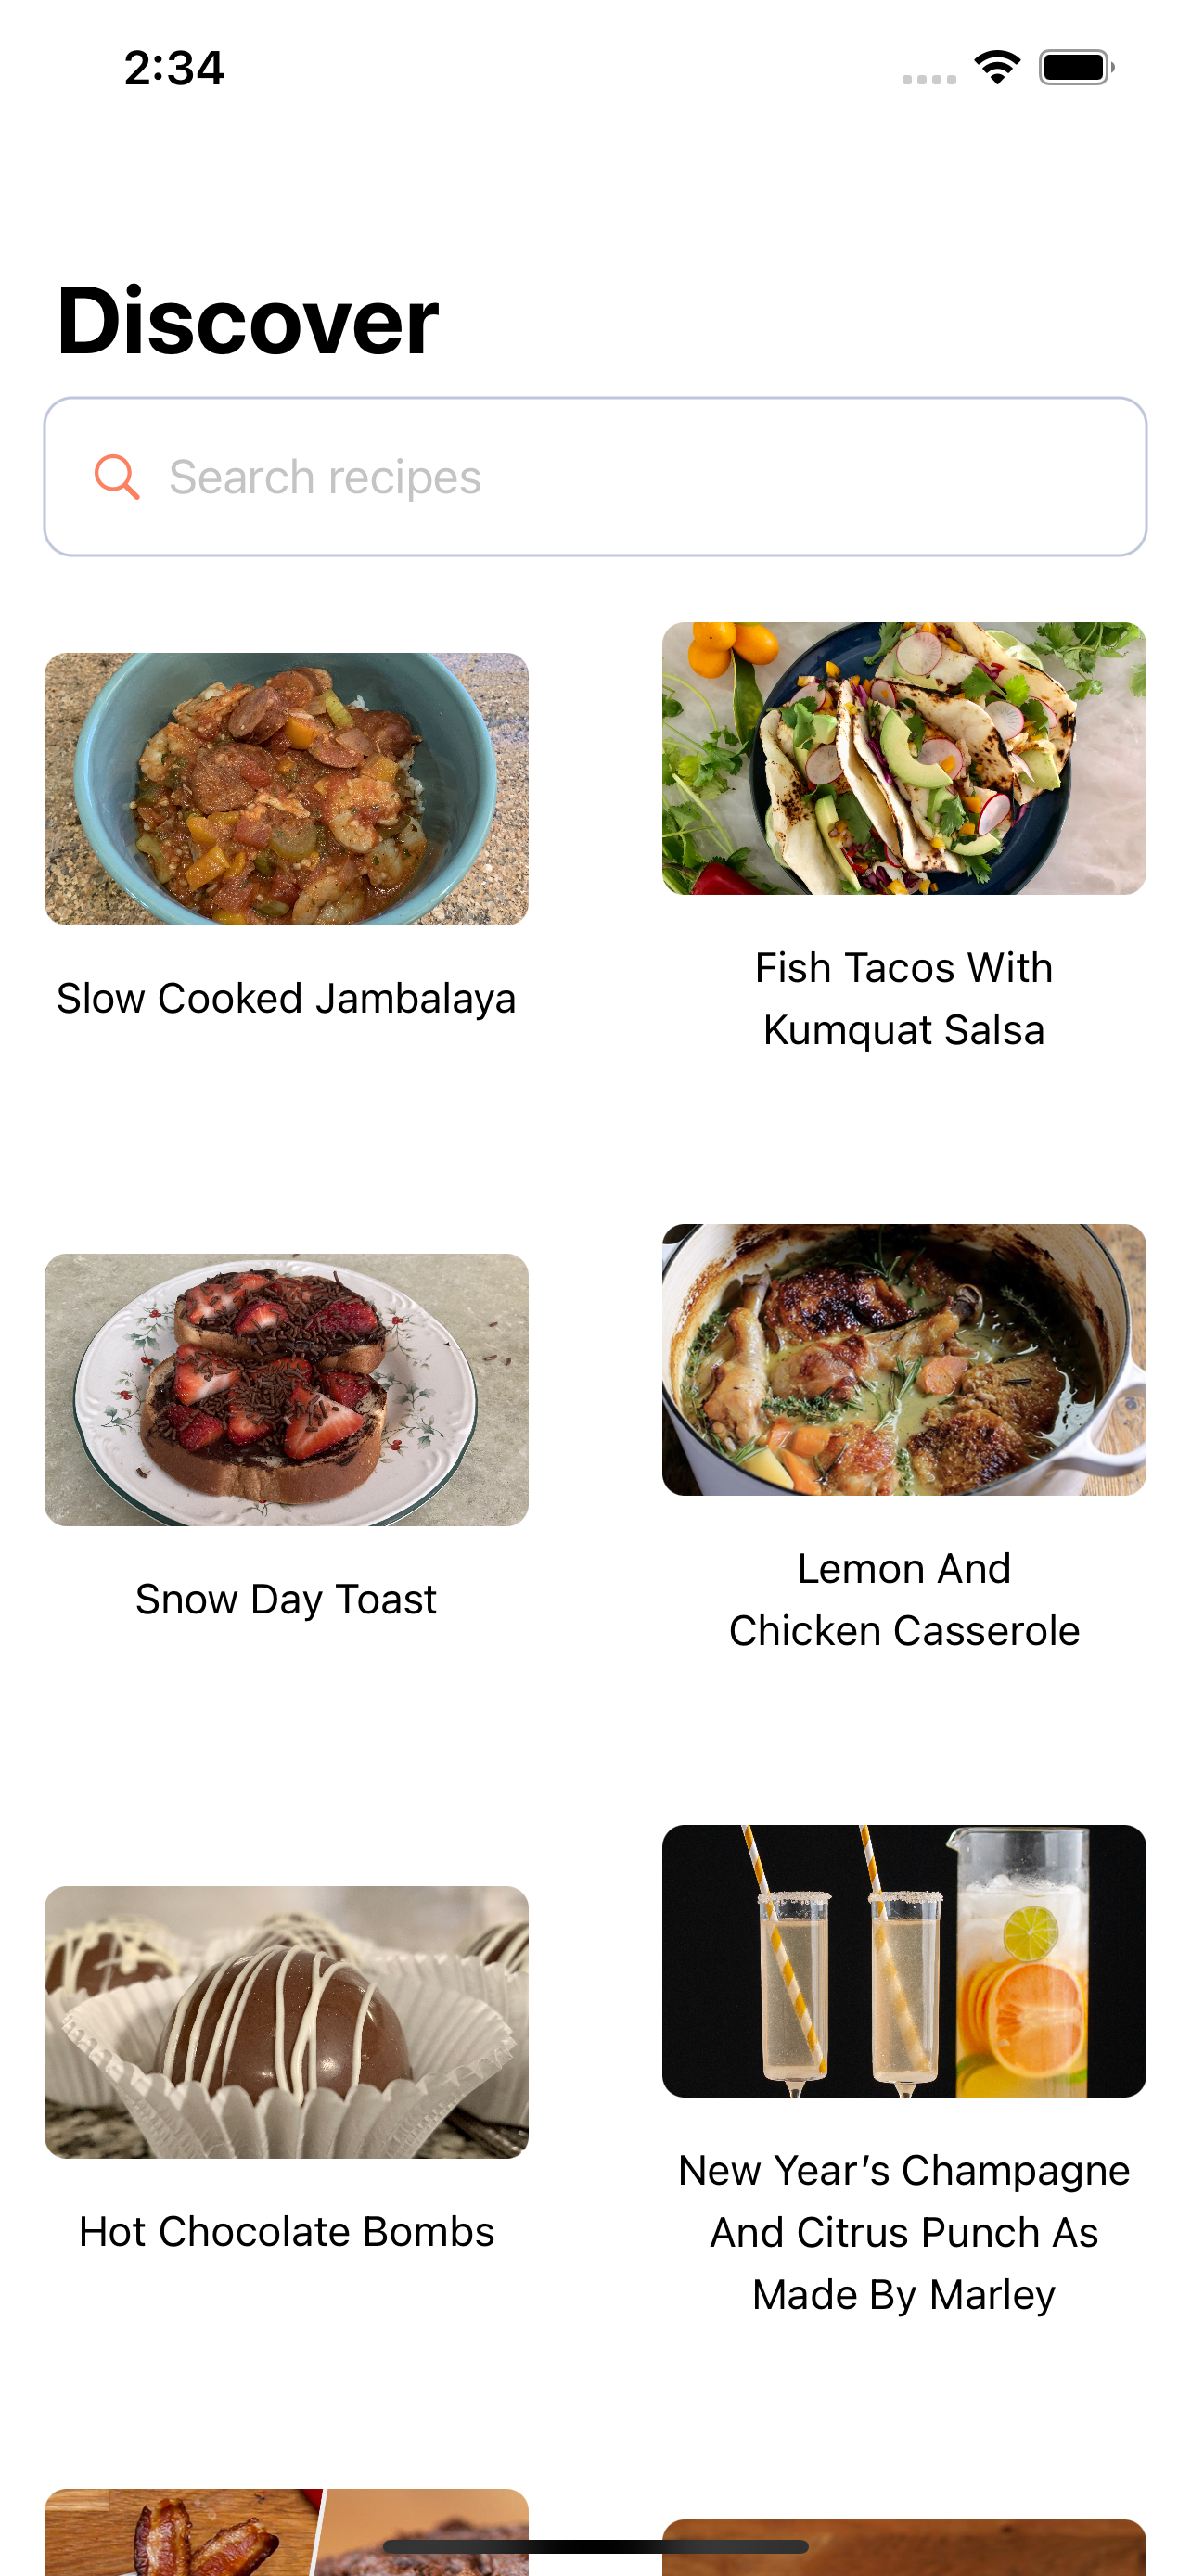 2:34
Discover
Search recipes
Slow Cooked Jambalaya
Fish Tacos With
Kumquat Salsa
Snow Day Toast
Lemon And
Chicken Casserole
Hot Chocolate Bombs
New Year’s Champagne
And Citrus Punch As
Made By Marley